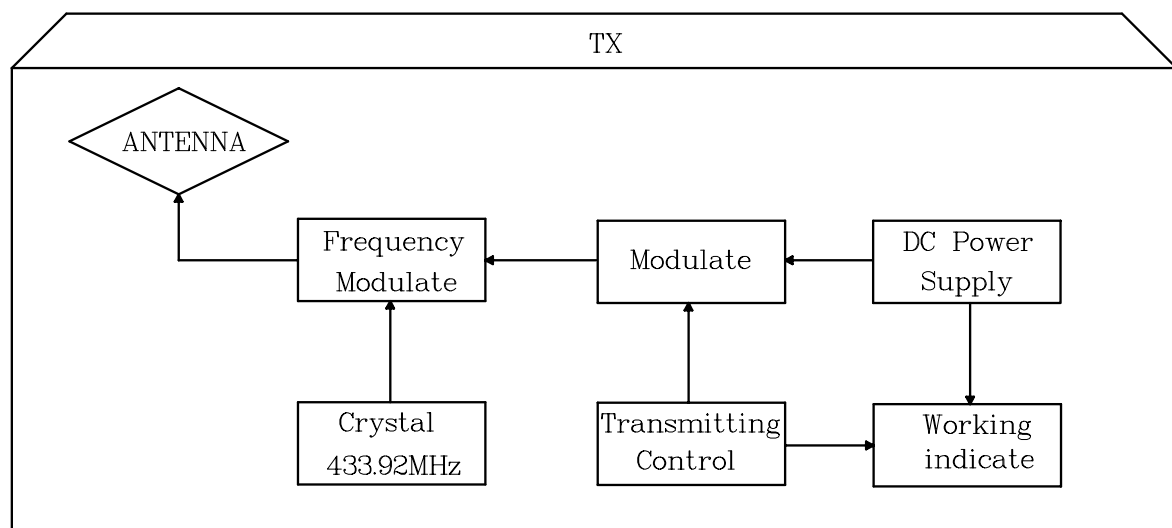 TX
ANTENNA
Frequency
Modulate
Modulate
DC Power
Supply
Crystal
433.92MHz
Transmitting
Control
Working
indicate